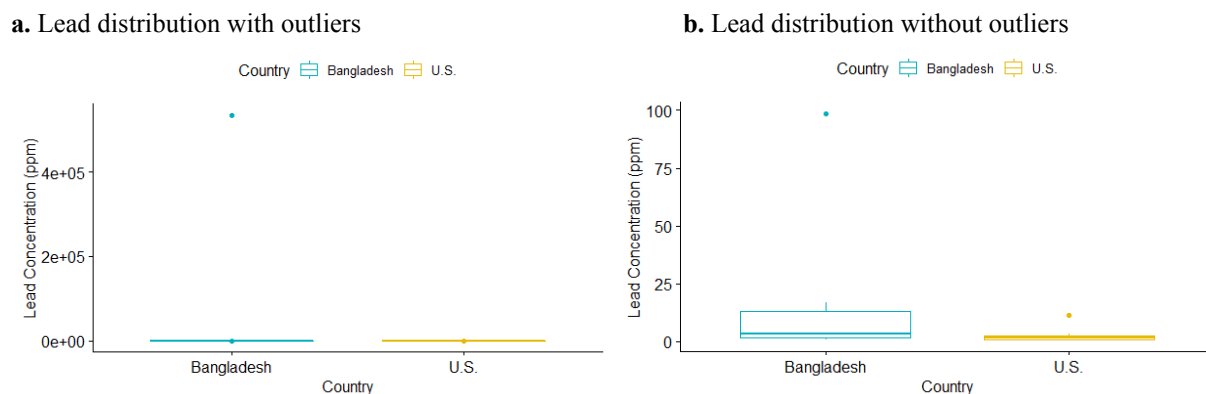 a. Lead distribution with outliers
Country Bangladesh U.S.
Lead Concentration (ppm)
4e+05
2e+05
0e+00
Bangladesh U.S.
Country
b. Lead distribution without outliers
Country Bangladesh U.S.
Lead Concentration (ppm)
100
75
50
25
0
Bangladesh U.S.
Country